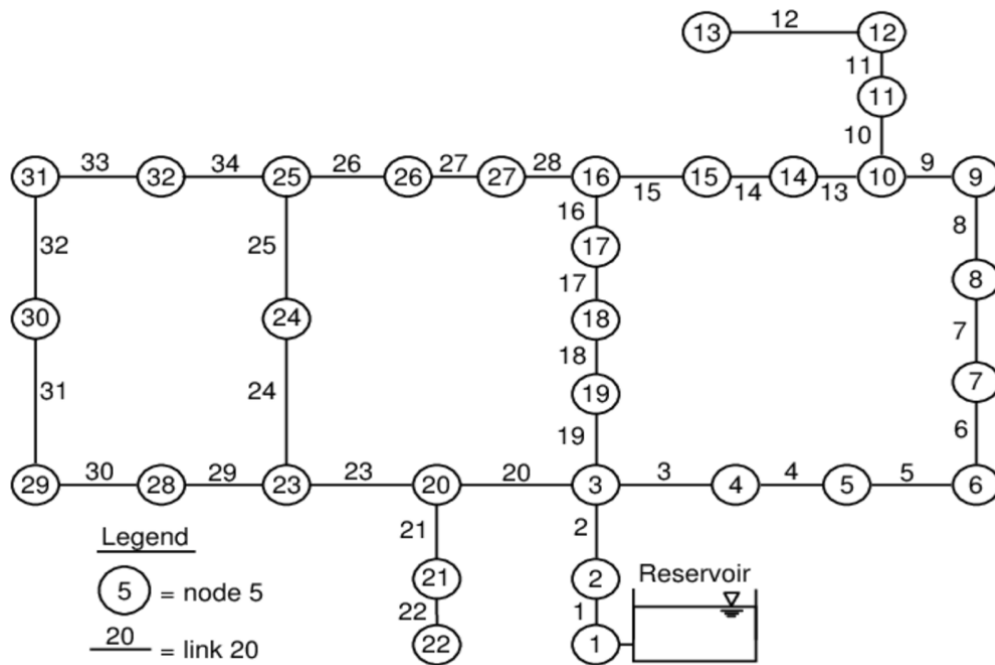 12
13 12
11
11
10
33 34 26 27 28 9
31 32 25 26 27 16 15 14 10 9
15 14 13
16
32 25 17 8
8
17
30 24 18
18 7
31 24 19 7
19 6
30 29 23 20 3 4 5
29 28 23 20 3 4 5 6
21 2
Legend
21 2 Reservoir
5 = node 5
22 1
20
= link 20 22 1